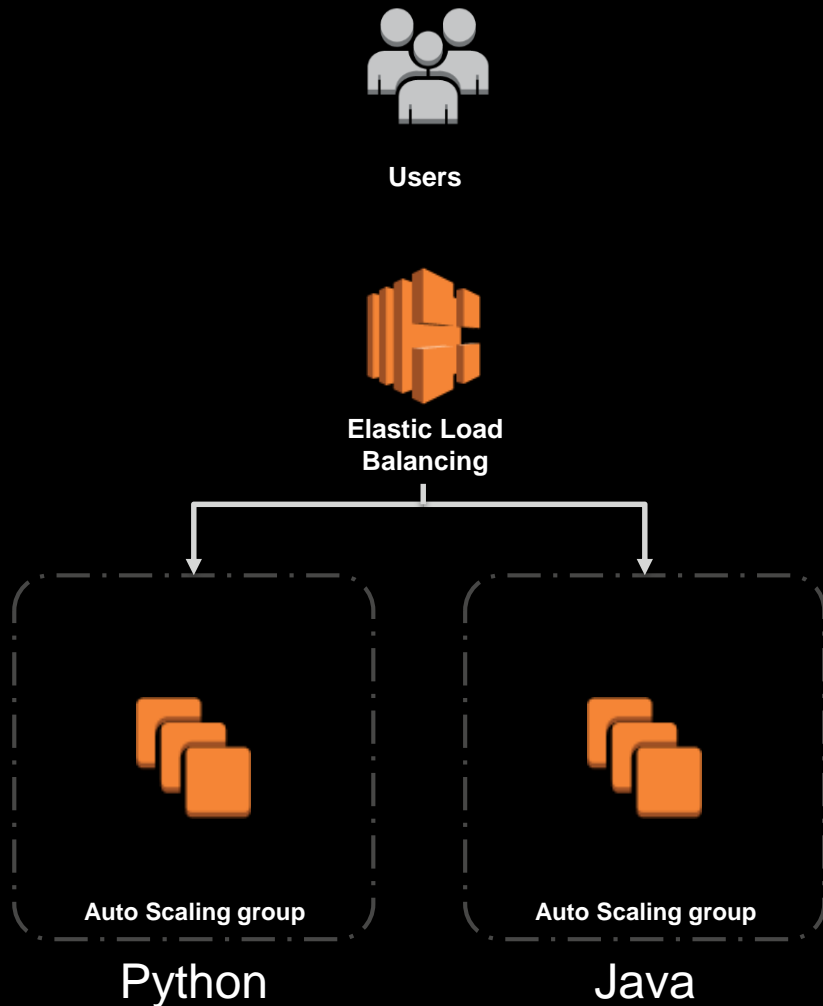 Users
Elastic Load
Balancing
Auto Scaling group
Auto Scaling group
Python
Java